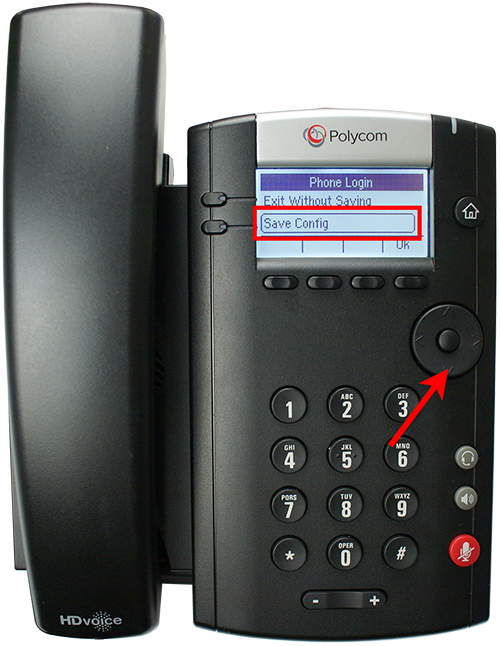 Polycom
Phone Login
Exit Without Saving
Save Config
OK
1
ABC
2
DEF
3
GHI
4
JKL
5
MNO
6
PQRS
7
TUV
8
WXYZ
9
*
OPER
0
#
- +
HDvoice